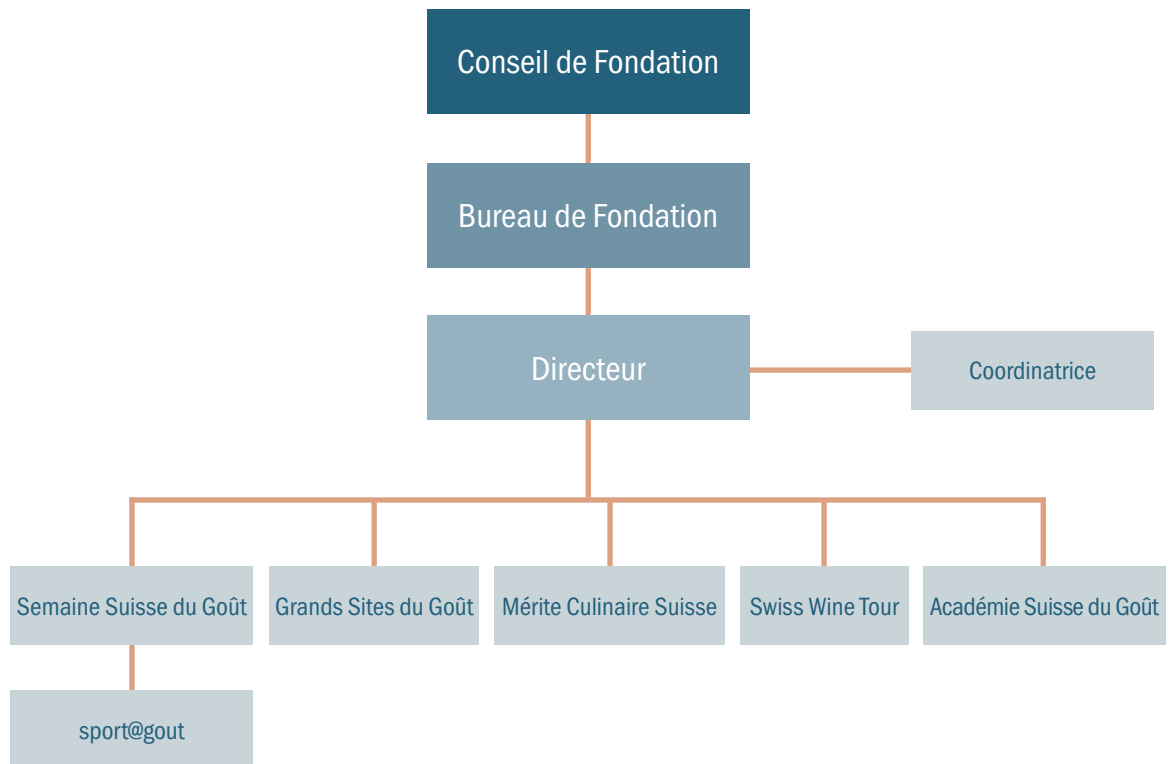 Conseil de Fondation
Bureau de Fondation
Directeur
Coordinatrice
Semaine Suisse du Goût
Grands Sites du Goût
Mérite Culinaire Suisse
Swiss Wine Tour
Académie Suisse du Goût
sport@gout